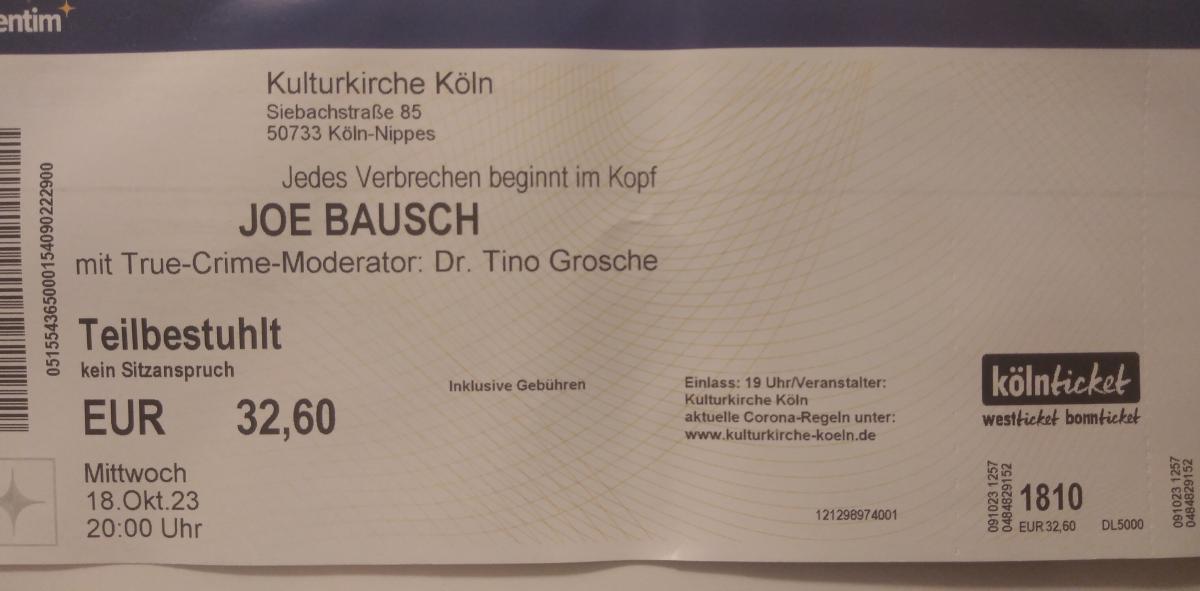 entim
Kulturkirche Köln
Siebachstraße 85
50733 Köln-Nippes
Jedes Verbrechen beginnt im Kopf
JOE BAUSCH
mit True-Crime-Moderator: Dr. Tino Grosche
Teilbestuhlt
kein Sitzanspruch
EUR 32,60
Inklusive Gebühren
Einlass: 19 Uhr/Veranstalter:
Kulturkirche Köln
aktuelle Corona-Regeln unter:
www.kulturkirche-koeln.de
Mittwoch
18.Okt.23
20:00 Uhr
121298974001
kölnticket
westticket bonnticket
091023 1257
0484829152
1810
EUR 32,60 DL5000
091023 1257
0484829152
051554365000154090222900